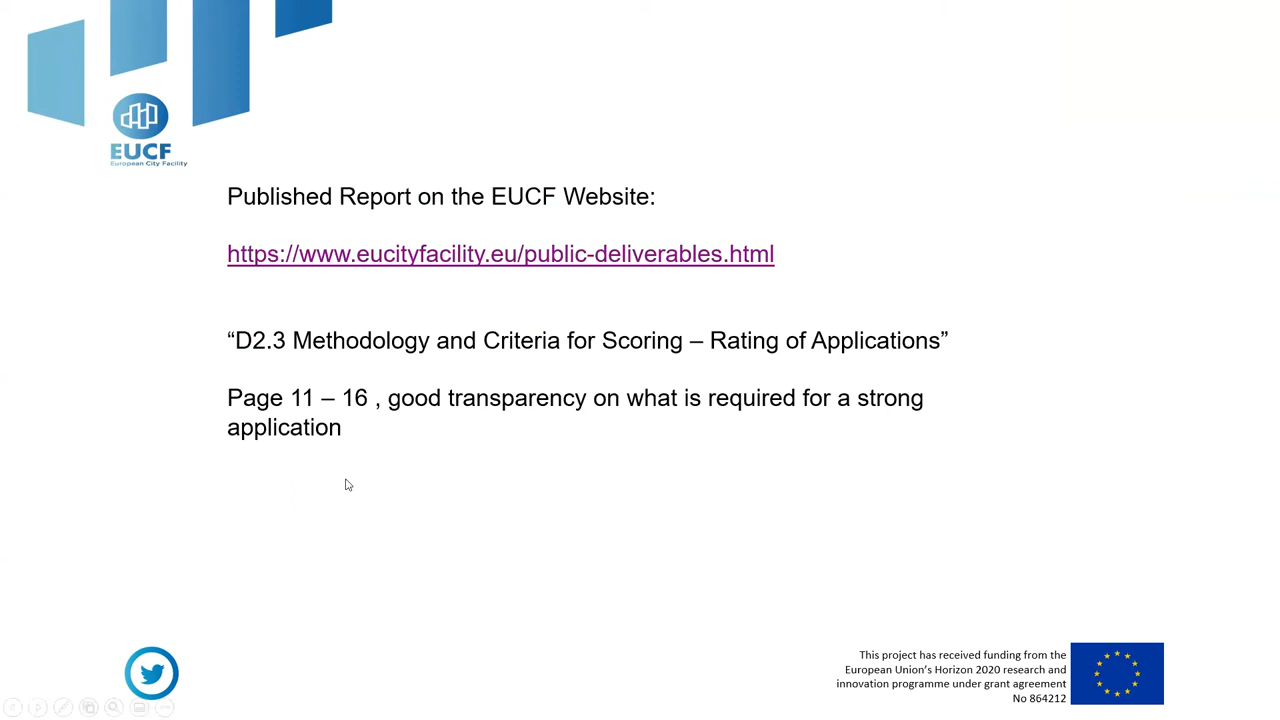 EUCF
European City Facility
Published Report on the EUCF Website:
https://www.eucityfacility.eu/public-deliverables.html
“D2.3 Methodology and Criteria for Scoring – Rating of Applications”
Page 11 – 16 , good transparency on what is required for a strong
application
This project has received funding from the
European Union’s Horizon 2020 research and
innovation programme under grant agreement
No 864212